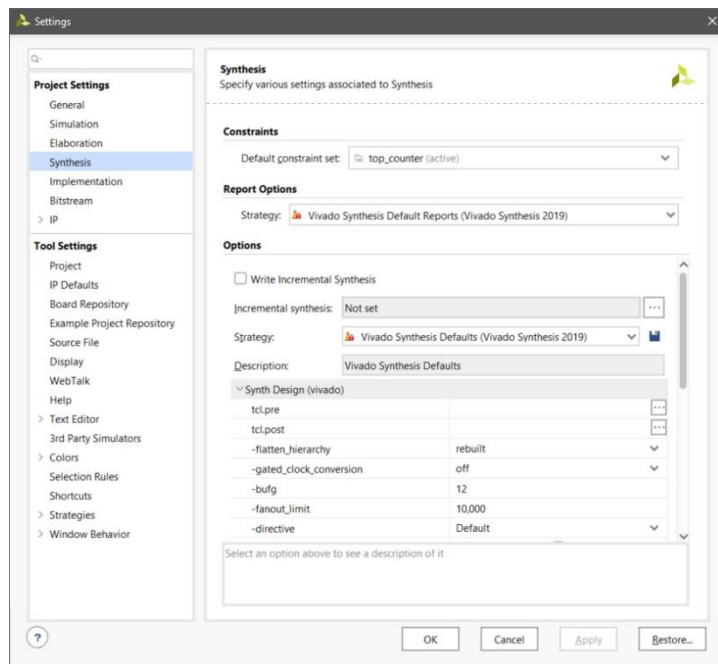 Settings
Q-
Project Settings
General
Simulation
Elaboration
Synthesis
Implementation
Bitstream
> IP
Tool Settings
Project
IP Defaults
Board Repository
Example Project Repository
Source File
Display
WebTalk
Help
> Text Editor
3rd Party Simulators
> Colors
Selection Rules
Shortcuts
> Strategies
> Window Behavior
Synthesis
Specify various settings associated to Synthesis
Constraints
Default constraint set: top_counter (active)
Report Options
Strategy: Vivado Synthesis Default Reports (Vivado Synthesis 2019)
Options
Write Incremental Synthesis
Incremental synthesis: Not set ...
Strategy: Vivado Synthesis Defaults (Vivado Synthesis 2019)
Description: Vivado Synthesis Defaults
Synth Design (vivado)
tcl.pre ...
tcl.post ...
-flatten_hierarchy rebuilt
-gated_clock_conversion off
-bufg 12
-fanout_limit 10,000
-directive Default
Select an option above to see a description of it
? OK Cancel Apply Restore...